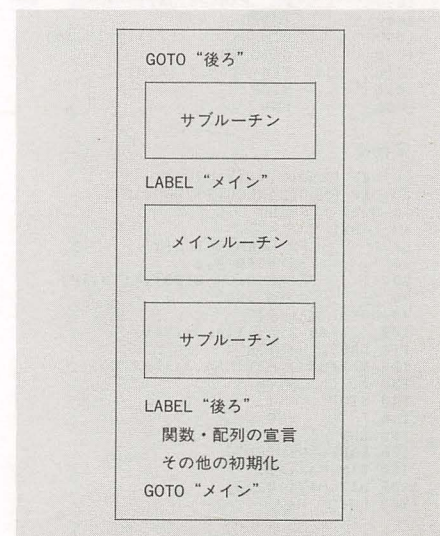 GOTO “後ろ”
サブルーチン
LABEL “メイン”
メインルーチン
サブルーチン
LABEL “後ろ”
関数・配列の宣言
その他の初期化
GOTO “メイン”